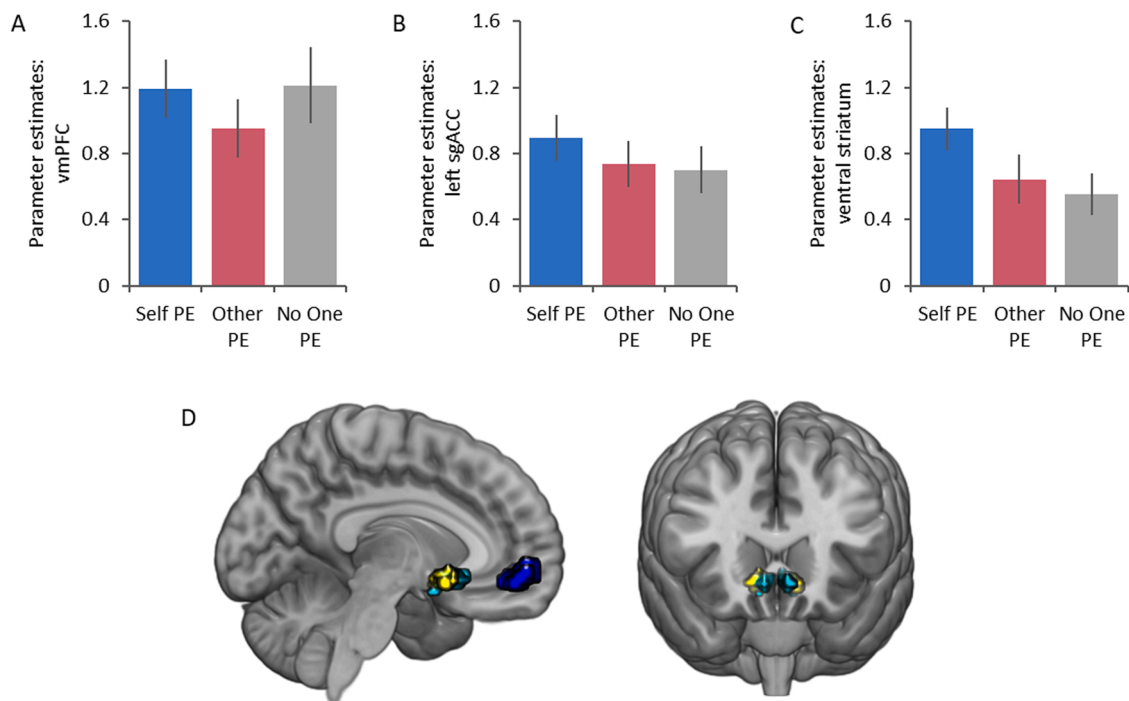 A
Parameter estimates:
vmPFC
1.6
1.2
0.8
0.4
0
Self PE
Other
PE
No One
PE
B
Parameter estimates:
left sgACC
1.6
1.2
0.8
0.4
0
Self PE
Other
PE
No One
PE
C
Parameter estimates:
ventral striatum
1.6
1.2
0.8
0.4
0
Self PE
Other
PE
No One
PE
D